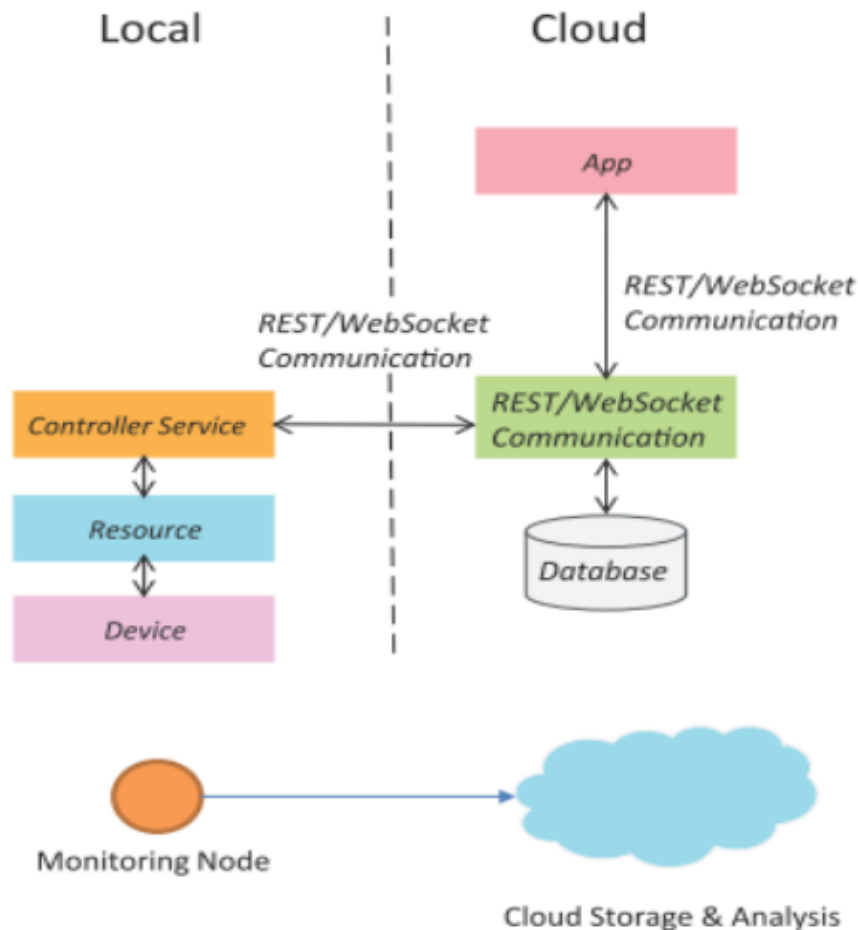 Local
Cloud
App
REST/WebSocket
Communication
REST/WebSocket
Communication
Controller Service
REST/WebSocket
Communication
Resource
Database
Device
Monitoring Node
Cloud Storage & Analysis